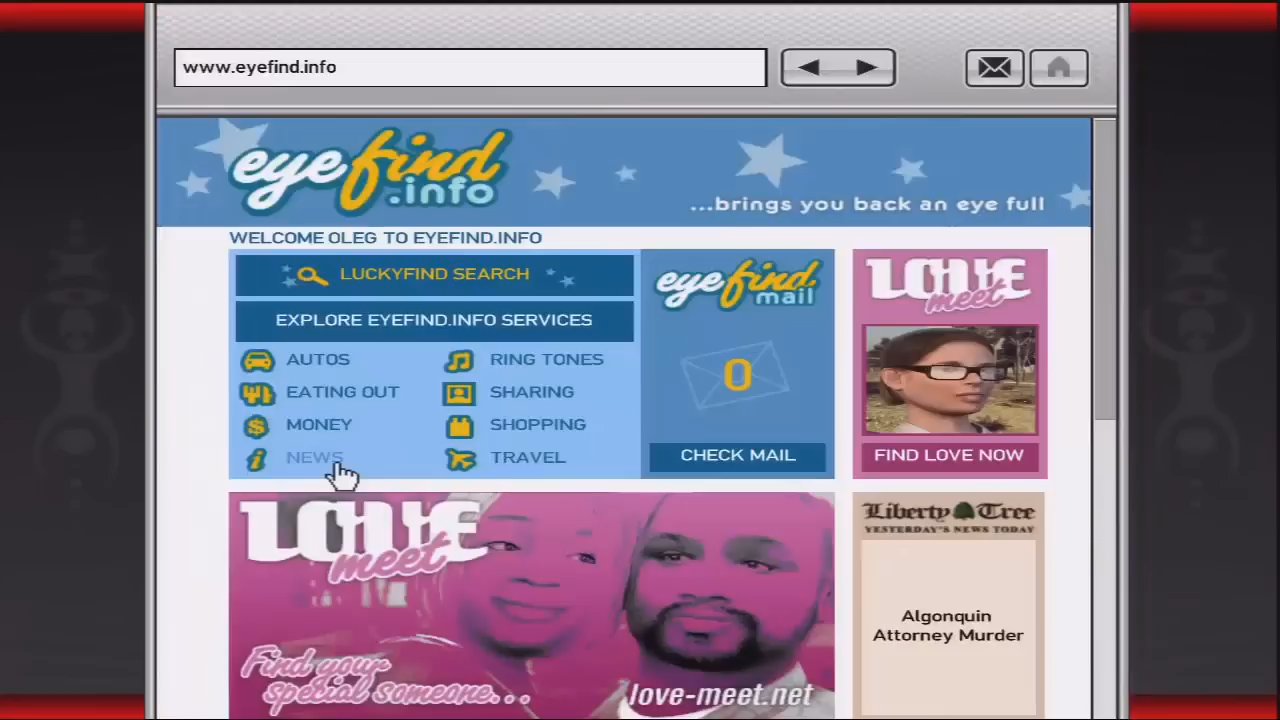 www.eyefind.info
eyefind
.info
...brings you back an eye full
WELCOME OLEG TO EYEFIND.INFO
LUCKYFIND SEARCH
EXPLORE EYEFIND.INFO SERVICES
AUTOS
RING TONES
EATING OUT
SHARING
MONEY
SHOPPING
NEWS
TRAVEL
eyefind
mail
0
CHECK MAIL
LOVE
meet
FIND LOVE NOW
LOVE
meet
Find your
special someone...
love-meet.net
Liberty Tree
YESTERDAY'S NEWS TODAY
Algonquin
Attorney Murder